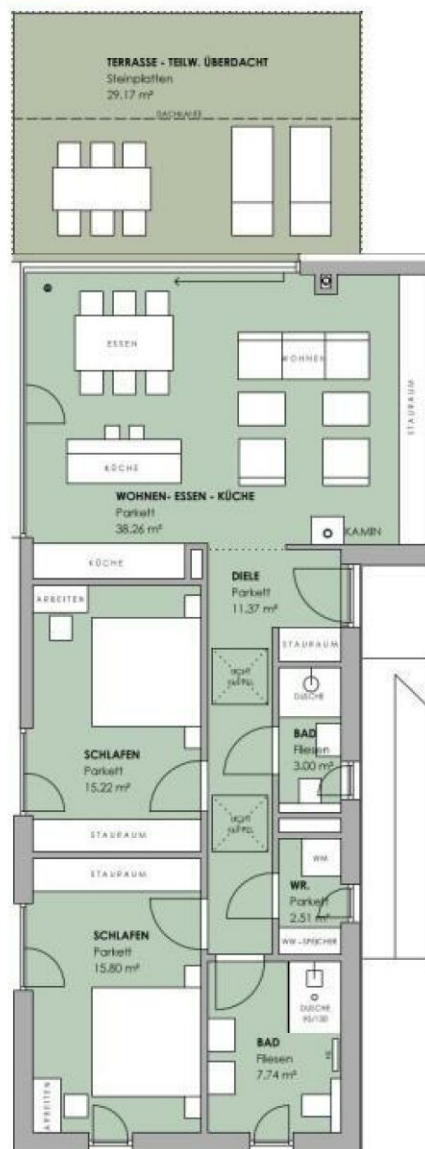 TERRASSE - TEILW. ÜBERDACHT
Steinplatten
29.17 m²
ESSEN
WOHNEN
STAURAUM
KÜCHE
WOHNEN- ESSEN - KÜCHE
Parkett
38.26 m²
KAMIN
KÜCHE
DIELE
Parkett
11.37 m²
ARBEITEN
STAURAUM
DUSCHE
BAD
Fliesen
3.00 m²
SCHLAFEN
Parkett
15.22 m²
STAURAUM
STAURAUM
WM
WR.
Parkett
2.51 m²
WW-SPEICHER
SCHLAFEN
Parkett
15.80 m²
DUSCHE
BAD
Fliesen
7.74 m²
ARBEITEN